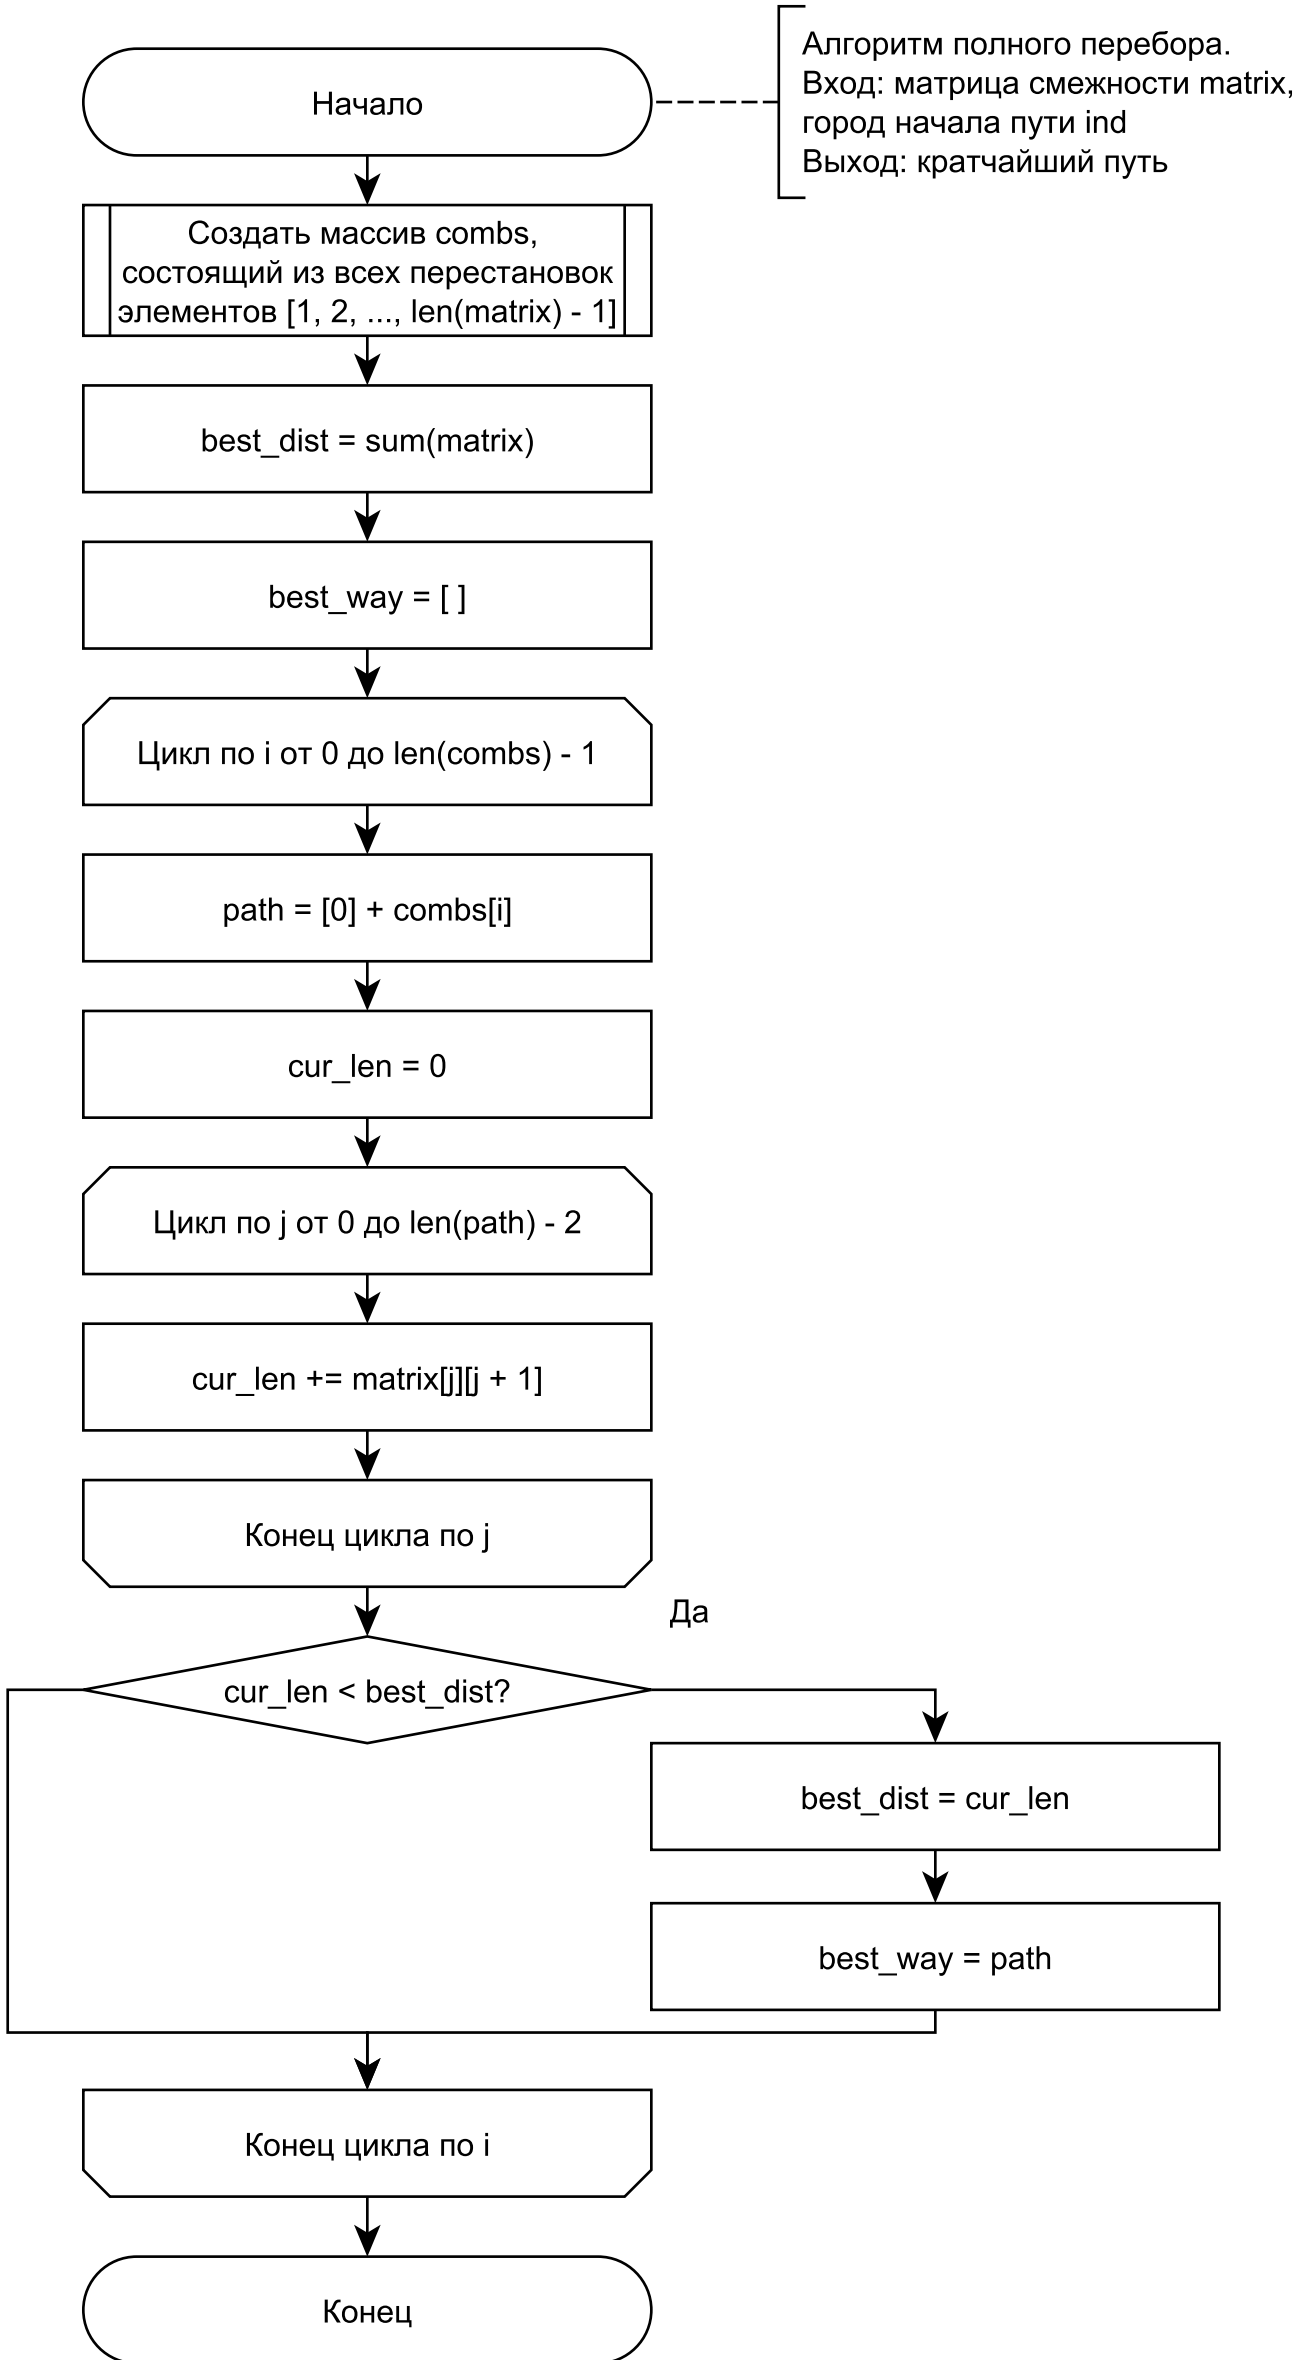 Алгоритм полного перебора.
Вход: матрица смежности matrix,
город начала пути ind
Выход: кратчайший путь
Начало
Создать массив combs,
состоящий из всех перестановок
элементов [1, 2, ..., len(matrix) - 1]
best_dist = sum(matrix)
best_way = [ ]
Цикл по i от 0 до len(combs) - 1
path = [0] + combs[i]
cur_len = 0
Цикл по j от 0 до len(path) - 2
cur_len += matrix[j][j + 1]
Конец цикла по j
Да
cur_len < best_dist?
best_dist = cur_len
best_way = path
Конец цикла по i
Конец